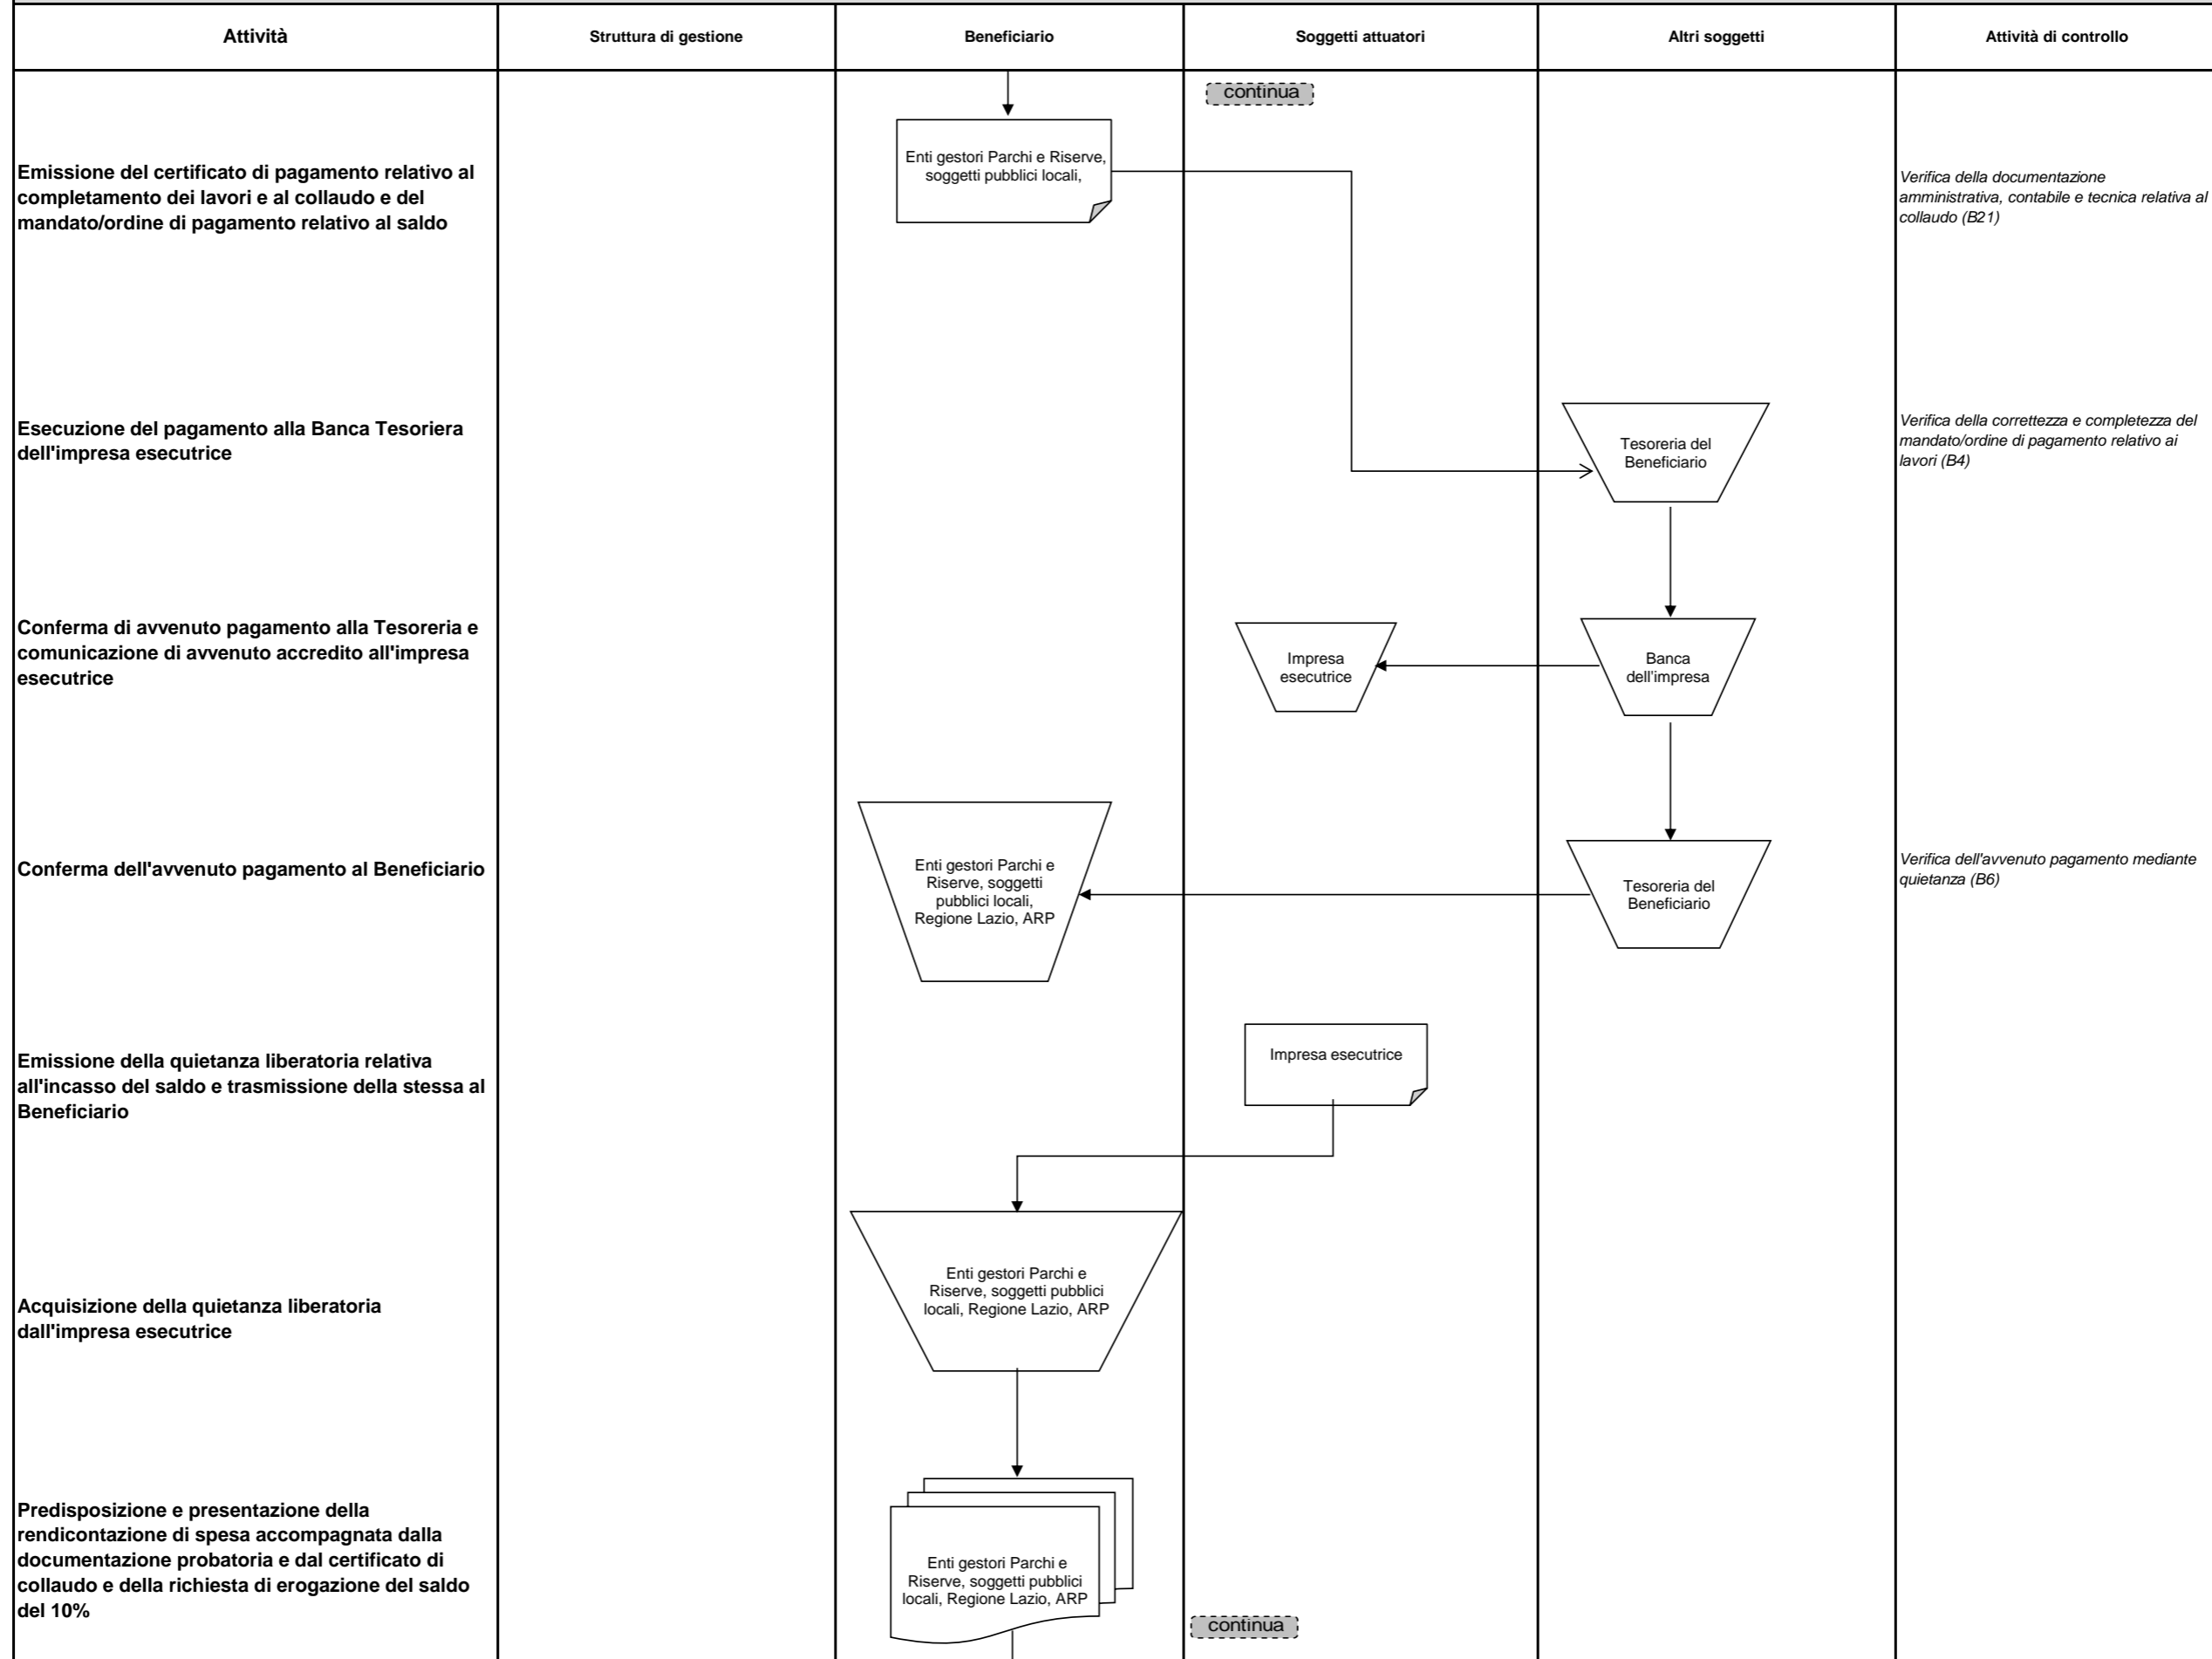 Attività
Struttura di gestione
Beneficiario
Soggetti attuatori
Altri soggetti
Attività di controllo
continua
Emissione del certificato di pagamento relativo al
completamento dei lavori e al collaudo e del
mandato/ordine di pagamento relativo al saldo
Enti gestori Parchi e Riserve,
soggetti pubblici locali,
Verifica della documentazione
amministrativa, contabile e tecnica relativa al
collaudo (B21)
Esecuzione del pagamento alla Banca Tesoriera
dell'impresa esecutrice
Tesoreria del
Beneficiario
Verifica della correttezza e completezza del
mandato/ordine di pagamento relativo ai
lavori (B4)
Conferma di avvenuto pagamento alla Tesoreria e
comunicazione di avvenuto accredito all'impresa
esecutrice
Impresa
esecutrice
Banca
dell'impresa
Conferma dell'avvenuto pagamento al Beneficiario
Enti gestori Parchi e
Riserve, soggetti
pubblici locali,
Regione Lazio, ARP
Tesoreria del
Beneficiario
Verifica dell'avvenuto pagamento mediante
quietanza (B6)
Emissione della quietanza liberatoria relativa
all'incasso del saldo e trasmissione della stessa al
Beneficiario
Impresa esecutrice
Acquisizione della quietanza liberatoria
dall'impresa esecutrice
Enti gestori Parchi e
Riserve, soggetti pubblici
locali, Regione Lazio, ARP
Predisposizione e presentazione della
rendicontazione di spesa accompagnata dalla
documentazione probatoria e dal certificato di
collaudo e della richiesta di erogazione del saldo
del 10%
Enti gestori Parchi e
Riserve, soggetti pubblici
locali, Regione Lazio, ARP
continua